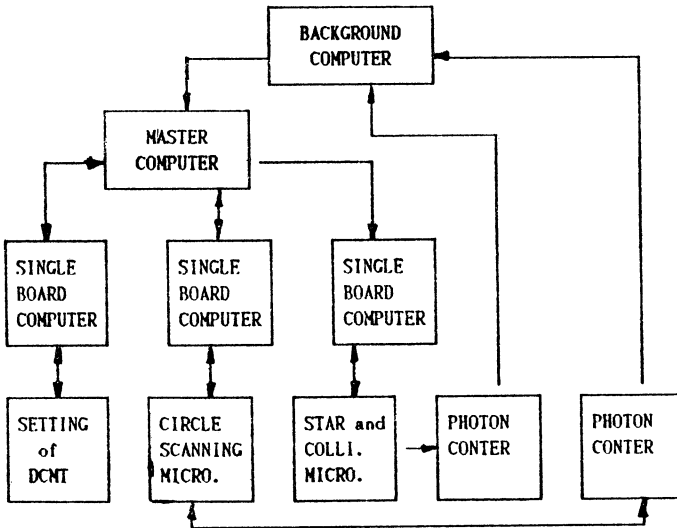 BACKGROUND
COMPUTER
MASTER
COMPUTER
SINGLE
BOARD
COMPUTER
SINGLE
BOARD
COMPUTER
SINGLE
BOARD
COMPUTER
SETTING
of
DCMT
CIRCLE
SCANNING
MICRO.
STAR and
COLLI.
MICRO.
PHOTON
CONTER
PHOTON
CONTER